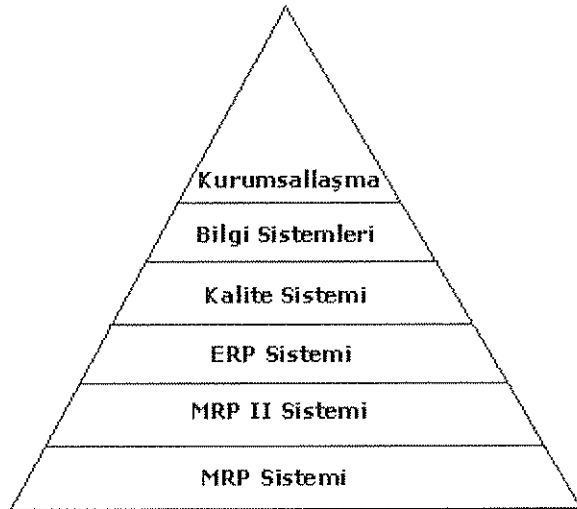 Kurumsallaşma
Bilgi Sistemleri
Kalite Sistemi
ERP Sistemi
MRP II Sistemi
MRP Sistemi